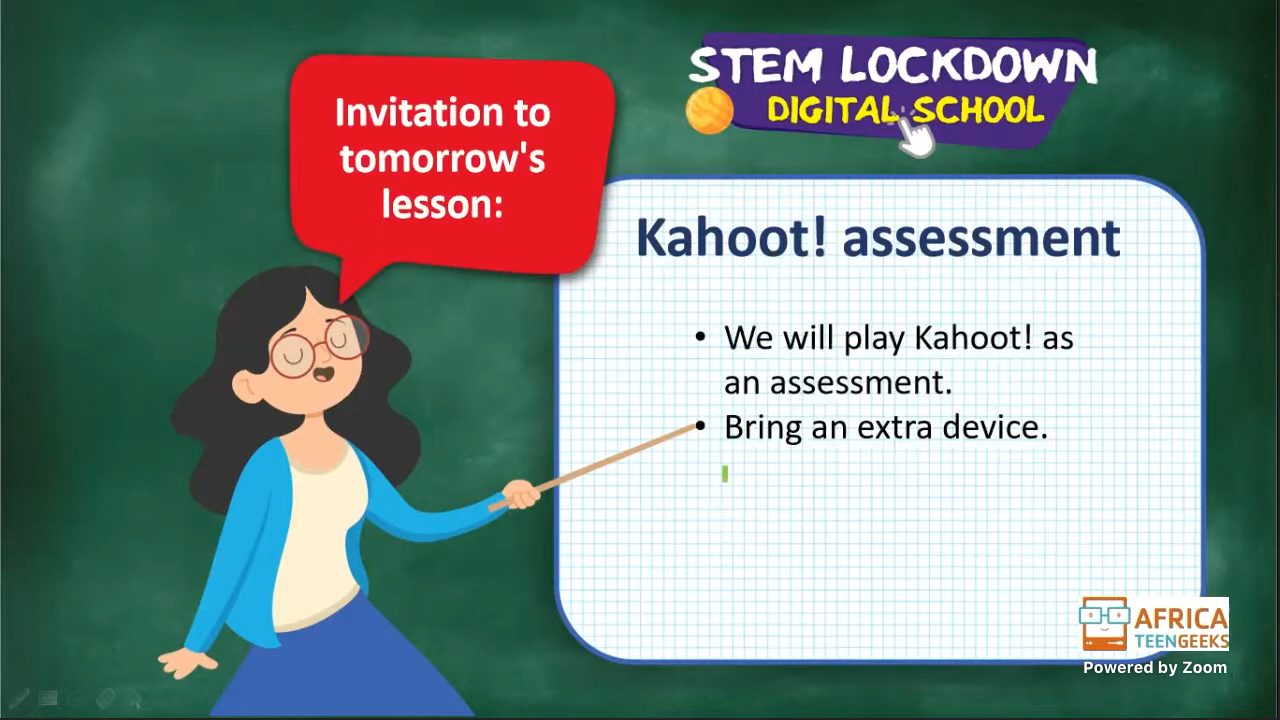 STEM LOCKDOWN
DIGITAL SCHOOL
Invitation to
tomorrow's
lesson:
Kahoot! assessment
• We will play Kahoot! as
an assessment.
• Bring an extra device.
AFRICA
TEENGEEKS
Powered by Zoom